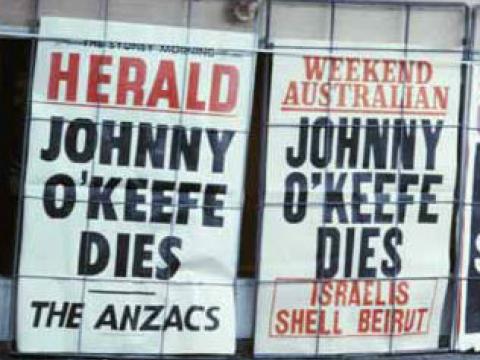 THE SYDNEY MORNING
HERALD
JOHNNY
O'KEEFE
DIES
THE ANZACS
WEEKEND
AUSTRALIAN
JOHNNY
O'KEEFE
DIES
ISRAELIS
SHELL BEIRUT